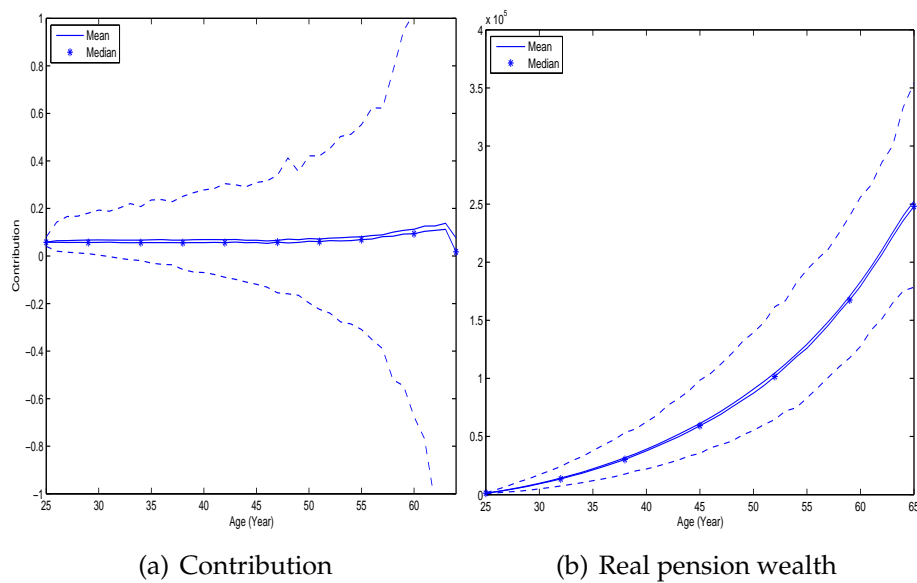 Mean
Median
1
0.8
0.6
0.4
0.2
0
-0.2
-0.4
-0.6
-0.8
-1
Contribution
25 30 35 40 45 50 55 60
Age (Year)
(a) Contribution
x 10^5
Mean
Median
4
3.5
3
2.5
2
1.5
1
0.5
0
25 30 35 40 45 50 55 60 65
Age (Year)
(b) Real pension wealth